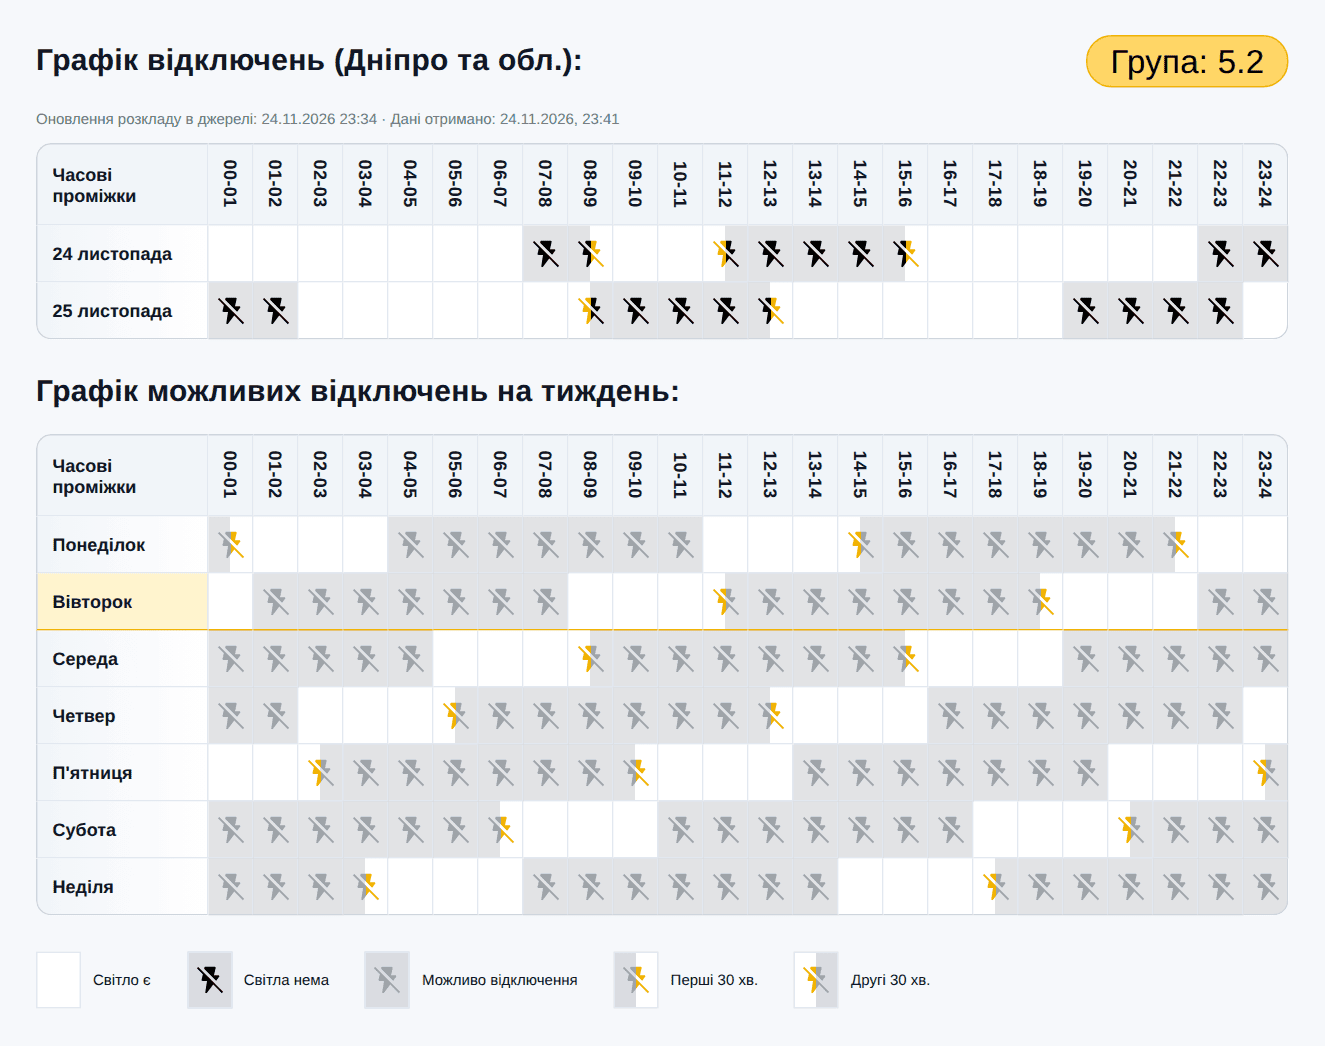 Графік відключень (Дніпро та обл.):
Група: 5.2
Оновлення розкладу в джерелі: 24.11.2026 23:34 · Дані отримано: 24.11.2026, 23:41
Часові проміжки 00-01 01-02 02-03 03-04 04-05 05-06 06-07 07-08 08-09 09-10 10-11 11-12 12-13 13-14 14-15 15-16 16-17 17-18 18-19 19-20 20-21 21-22 22-23 23-24
24 листопада
25 листопада
Графік можливих відключень на тиждень:
Часові проміжки 00-01 01-02 02-03 03-04 04-05 05-06 06-07 07-08 08-09 09-10 10-11 11-12 12-13 13-14 14-15 15-16 16-17 17-18 18-19 19-20 20-21 21-22 22-23 23-24
Понеділок
Вівторок
Середа
Четвер
П'ятниця
Субота
Неділя
Світло є
Світла нема
Можливо відключення
Перші 30 хв.
Другі 30 хв.